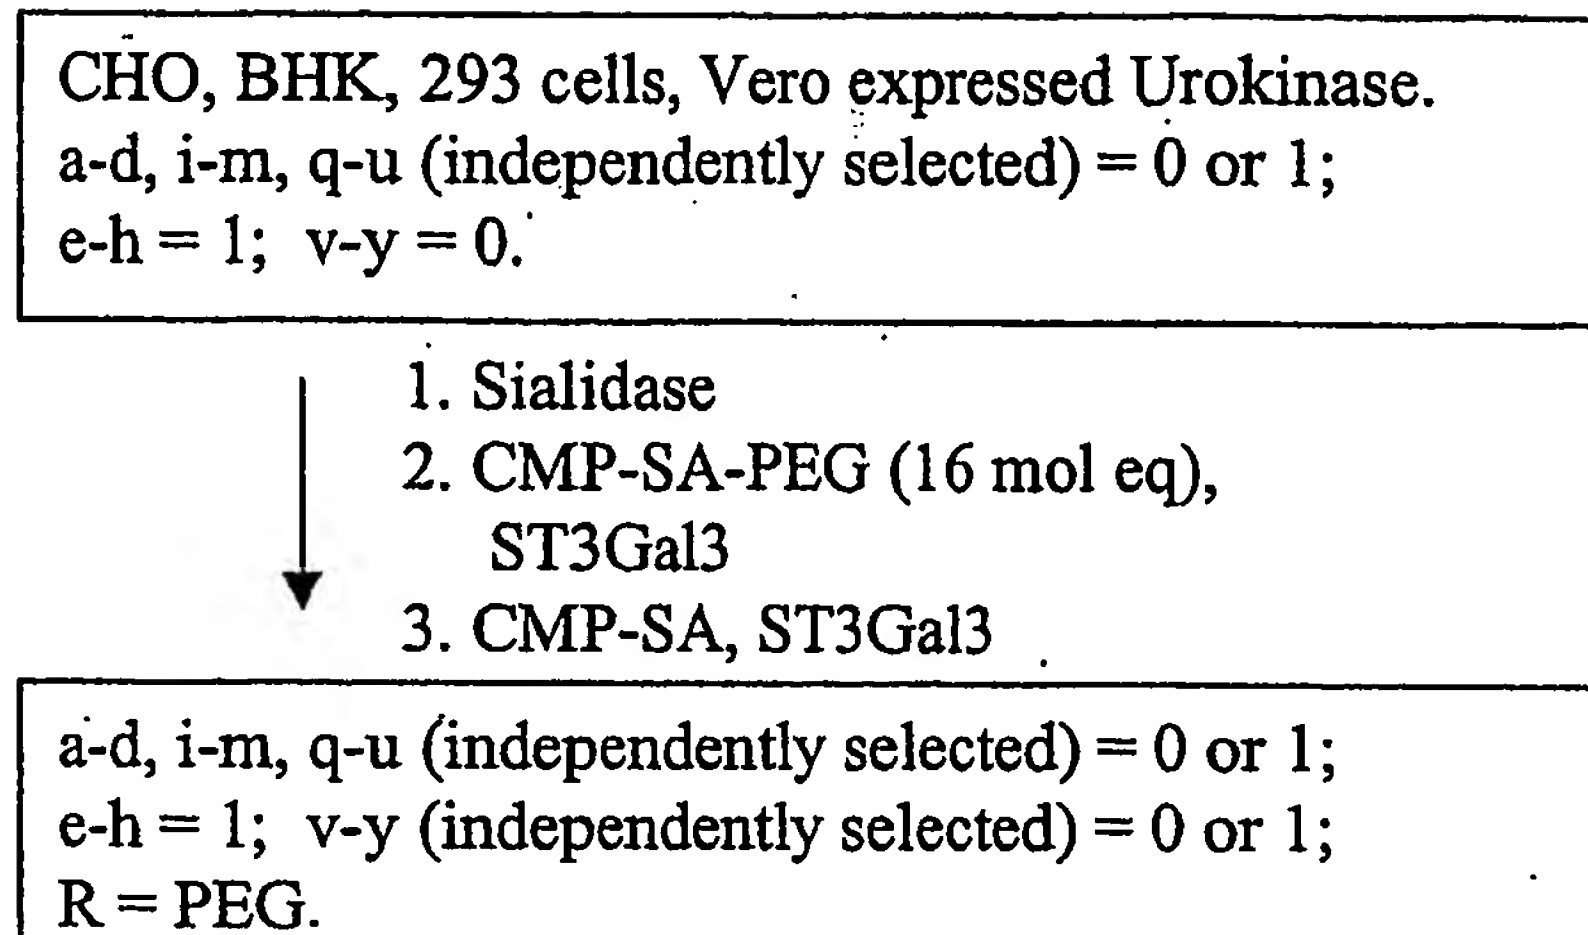 CHO, BHK, 293 cells, Vero expressed Urokinase.
a-d, i-m, q-u (independently selected) = 0 or 1;
e-h = 1; v-y = 0.
1. Sialidase
2. CMP-SA-PEG (16 mol eq),
ST3Gal3
3. CMP-SA, ST3Gal3
a-d, i-m, q-u (independently selected) = 0 or 1;
e-h = 1; v-y (independently selected) = 0 or 1;
R = PEG.